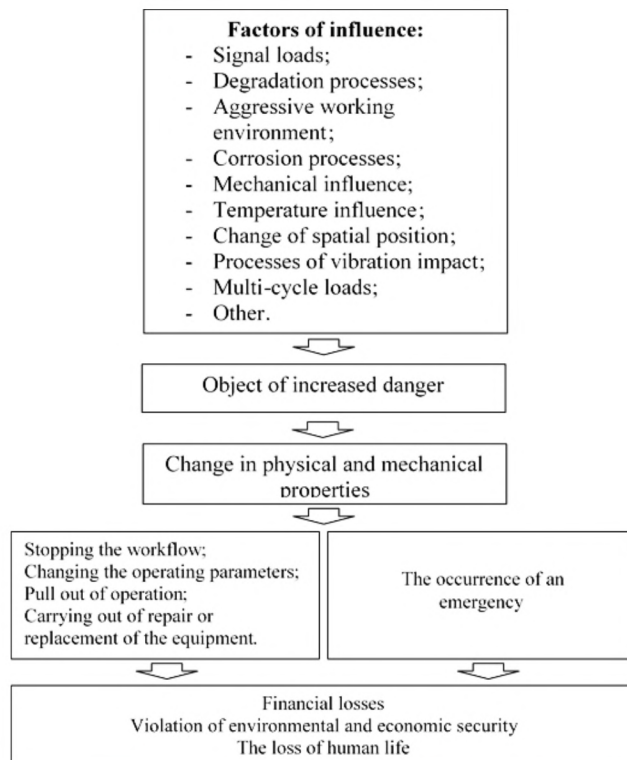 Factors of influence:
- Signal loads;
- Degradation processes;
- Aggressive working
environment;
- Corrosion processes;
- Mechanical influence;
- Temperature influence;
- Change of spatial position;
- Processes of vibration impact;
- Multi-cycle loads;
- Other.
Object of increased danger
Change in physical and mechanical
properties
Stopping the workflow;
Changing the operating parameters;
Pull out of operation;
Carrying out of repair or
replacement of the equipment.
The occurrence of an
emergency
Financial losses
Violation of environmental and economic security
The loss of human life